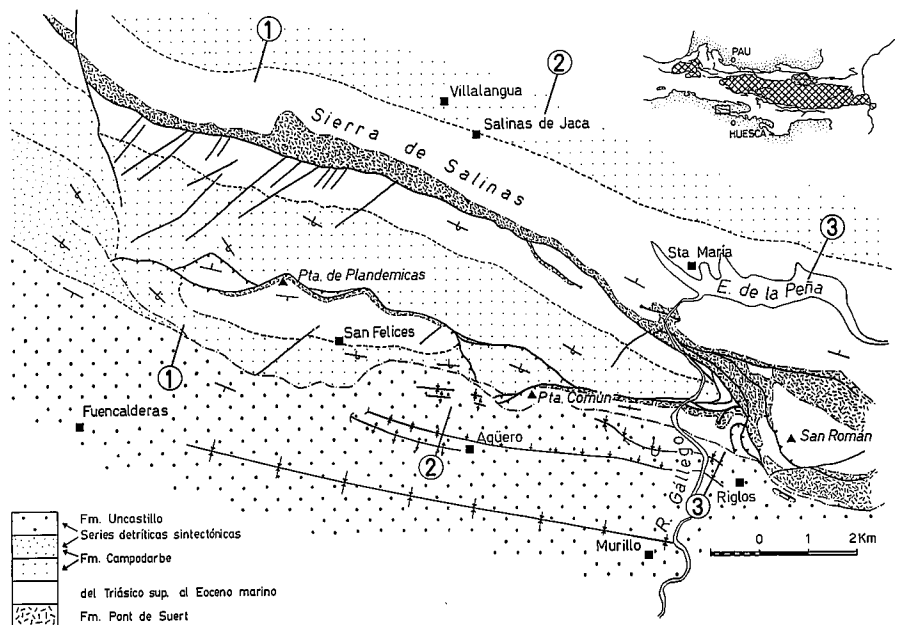 1
PAU
HUESCA
2
Villalangua
Salinas de Jaca
Sierra de Salinas
3
Sta María
E. de la Peña
Pta. de Plandemicas
San Felices
1
Fuencalderas
Pta. Común
Agüero
2
San Román
R. Gallego
3
Riglos
Murillo
0 1 2 Km
Fm. Uncastillo
Series detríticas sintectónicas
Fm. Campodarbe
del Triásico sup. al Eoceno marino
Fm. Pont de Suert